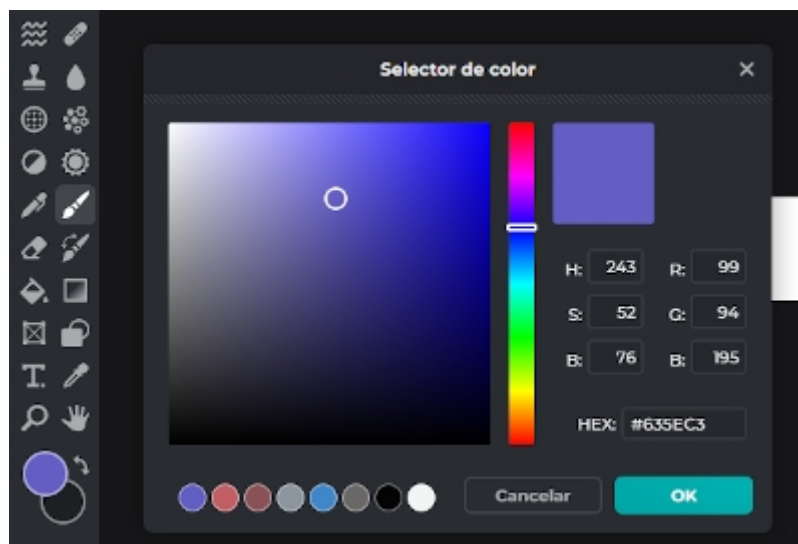 Selector de color
H: 243 R: 99
S: 52 G: 94
B: 76 B: 195
HEX: #635EC3
Cancelar OK
T.